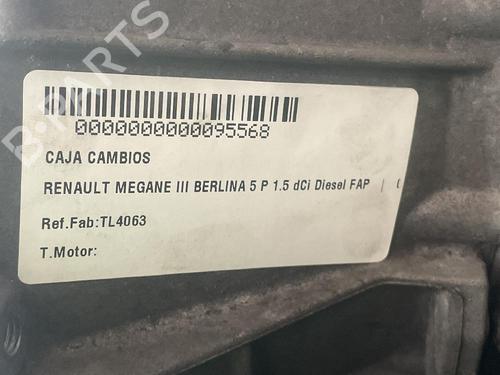 B-PARTS
0000000000095568
CAJA CAMBIOS
RENAULT MEGANE III BERLINA 5 P 1.5 dCi Diesel FAP |
Ref.Fab:TL4063
T.Motor: